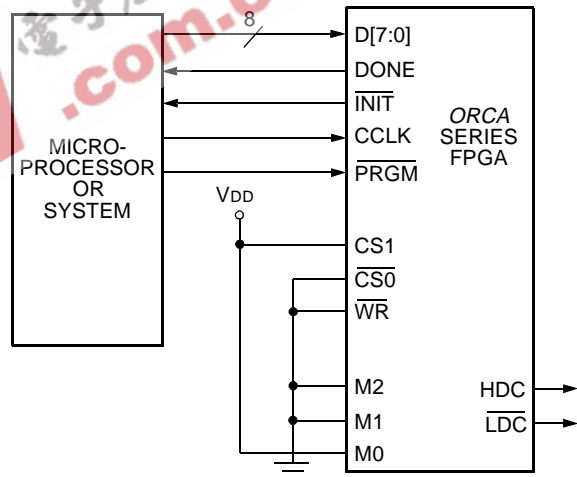 8
D[7:0]
DONE
INIT
CCLK
PRGM
ORCA
SERIES
FPGA
MICRO-
PROCESSOR
OR
SYSTEM
VDD
CS1
CS0
WR
M2
M1
M0
HDC
LDC
.com.